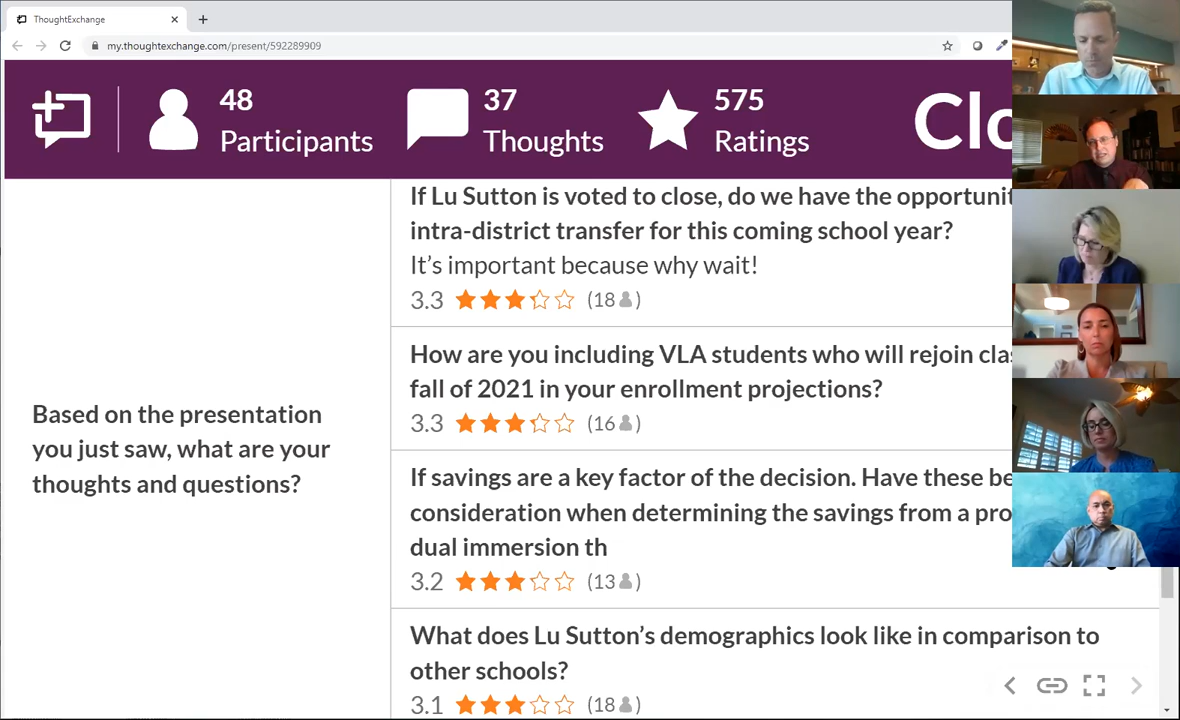 ThoughtExchange
my.thoughtexchange.com/present/592289909
48
Participants
37
Thoughts
575
Ratings
Clo
If Lu Sutton is voted to close, do we have the
intra-district transfer for this coming school year?
It's important because why wait!
3.3
(18)
How are you including VLA students who will rejoin
fall of 2021 in your enrollment projections?
3.3
(16)
If savings are a key factor of the decision. Have these
consideration when determining the savings from a
dual immersion th
3.2
(13)
What does Lu Sutton's demographics look like in comparison to
other schools?
3.1
(18)
Based on the presentation
you just saw, what are your
thoughts and questions?